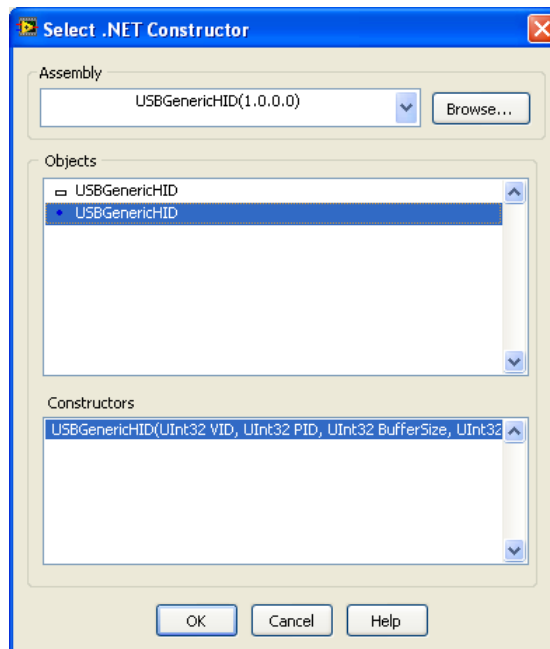 Select .NET Constructor
Assembly
USBGenericHID(1.0.0.0)
Browse...
Objects
USBGenericHID
USBGenericHID
Constructors
USBGenericHID(UInt32 VID, UInt32 PID, UInt32 BufferSize, UInt32
OK
Cancel
Help